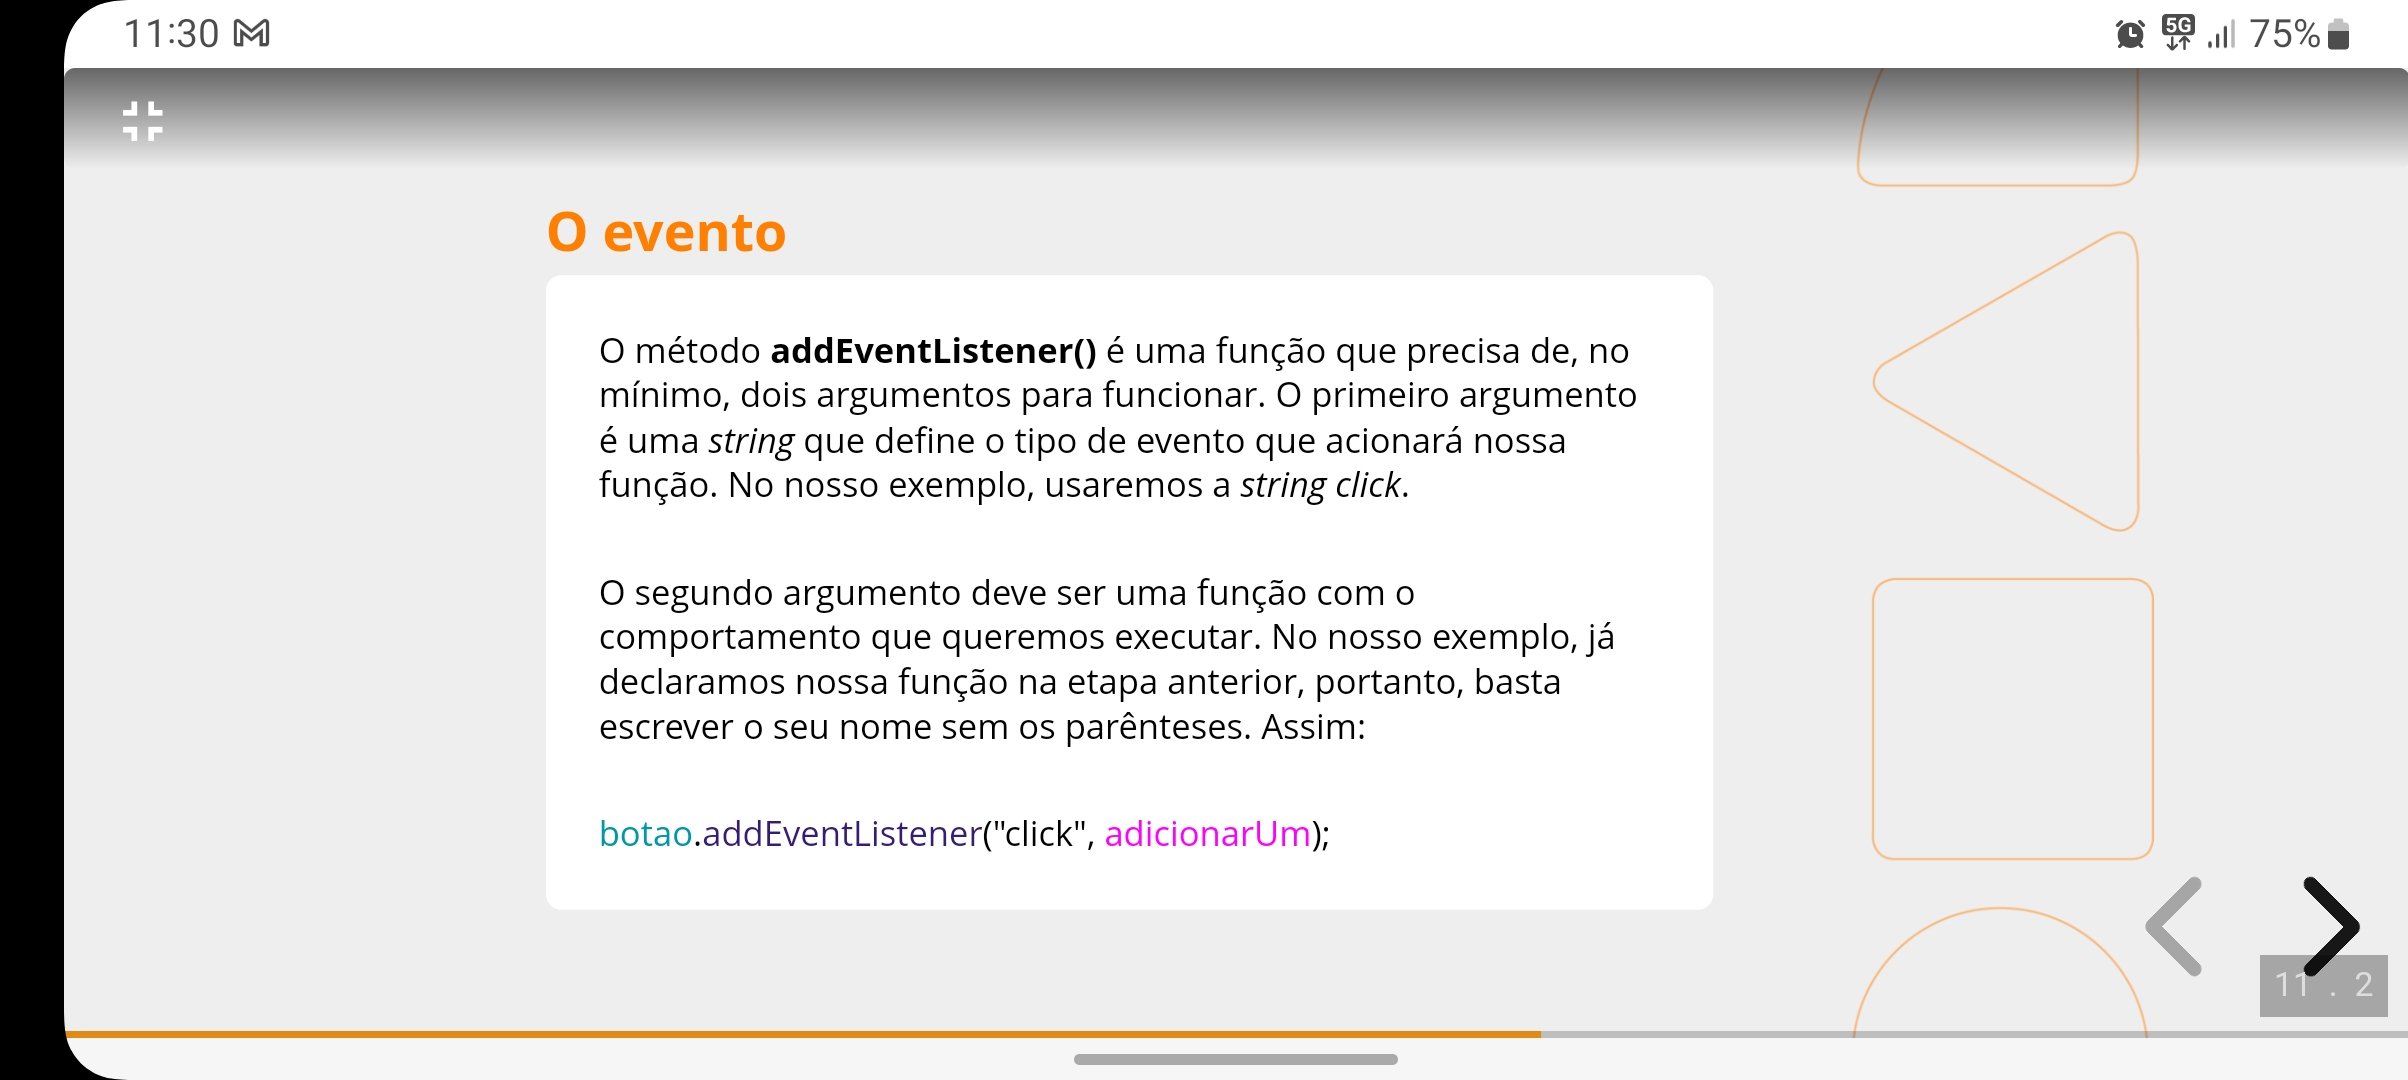 11:30
5G 75%
O evento
O método addEventListener() é uma função que precisa de, no
mínimo, dois argumentos para funcionar. O primeiro argumento
é uma string que define o tipo de evento que acionará nossa
função. No nosso exemplo, usaremos a string click.
O segundo argumento deve ser uma função com o
comportamento que queremos executar. No nosso exemplo, já
declaramos nossa função na etapa anterior, portanto, basta
escrever o seu nome sem os parênteses. Assim:
botao.addEventListener("click", adicionarUm);
11 . 2